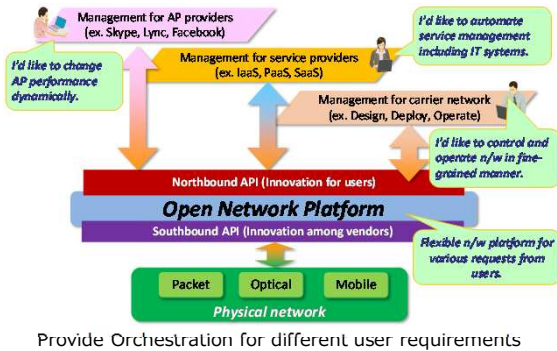 Management for AP providers
(ex. Skype, Lync, Facebook)
I'd like to automate
service management
including IT systems.
I'd like to change
AP performance
dynamically.
Management for service providers
(ex. IaaS, PaaS, SaaS)
Management for carrier network
(ex. Design, Deploy, Operate)
I'd like to control and
operate n/w in fine-
grained manner.
Northbound API (Innovation for users)
Open Network Platform
Southbound API (Innovation among vendors)
Flexible n/w platform for
various requests from
users.
Packet
Optical
Mobile
Physical network
Provide Orchestration for different user requirements